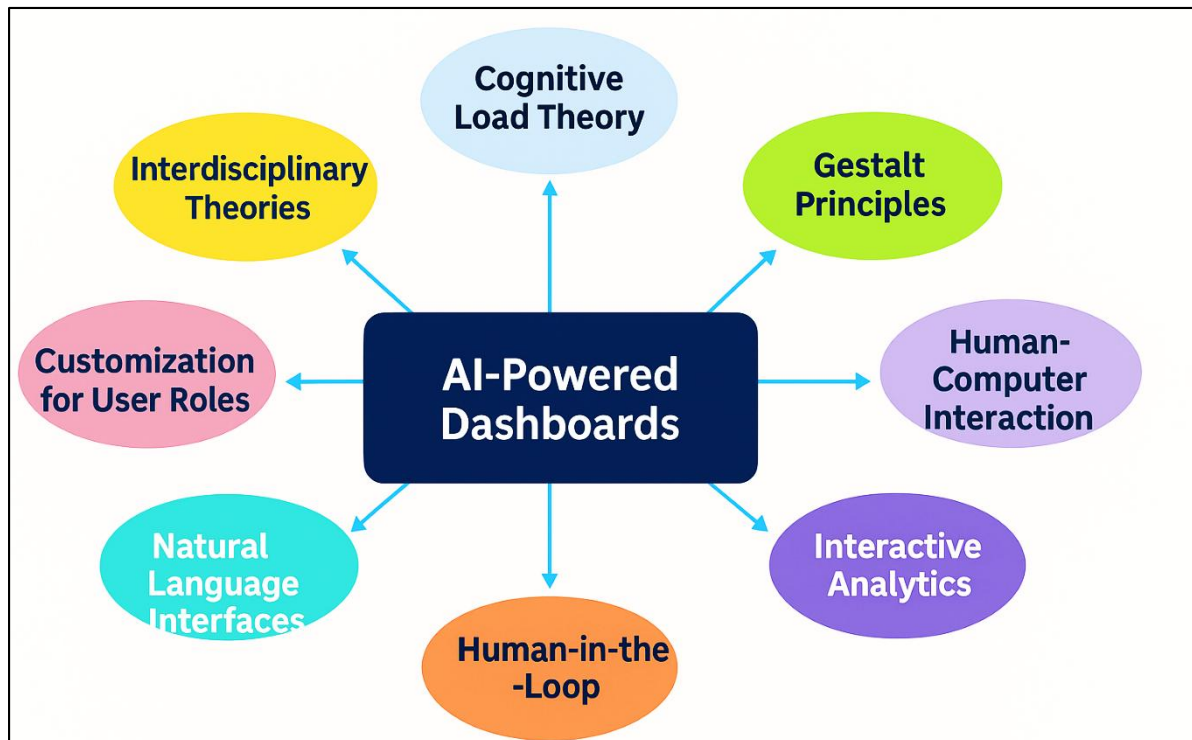 Cognitive
Load Theory
Interdisciplinary
Theories
Gestalt
Principles
Customization
for User Roles
AI-Powered
Dashboards
Human-
Computer
Interaction
Natural
Language
Interfaces
Interactive
Analytics
Human-in-the
-Loop